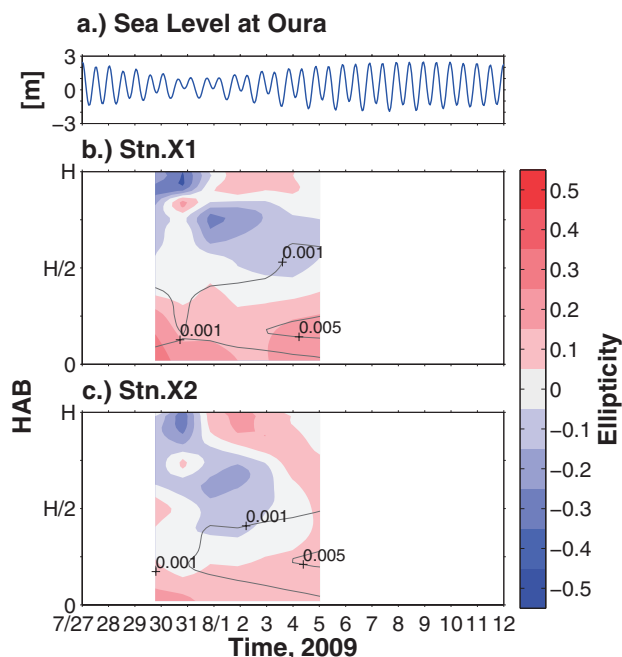 a.) Sea Level at Oura
3
0
−3
[m]
b.) Stn.X1
H
H/2
0
0.001
0.001
0.005
c.) Stn.X2
H
H/2
0
0.001
0.001
0.005
HAB
7/27 28 29 30 31 8/1 2 3 4 5 6 7 8 9 10 11 12
Time, 2009
0.5
0.4
0.3
0.2
0.1
0
−0.1
−0.2
−0.3
−0.4
−0.5
Ellipticity